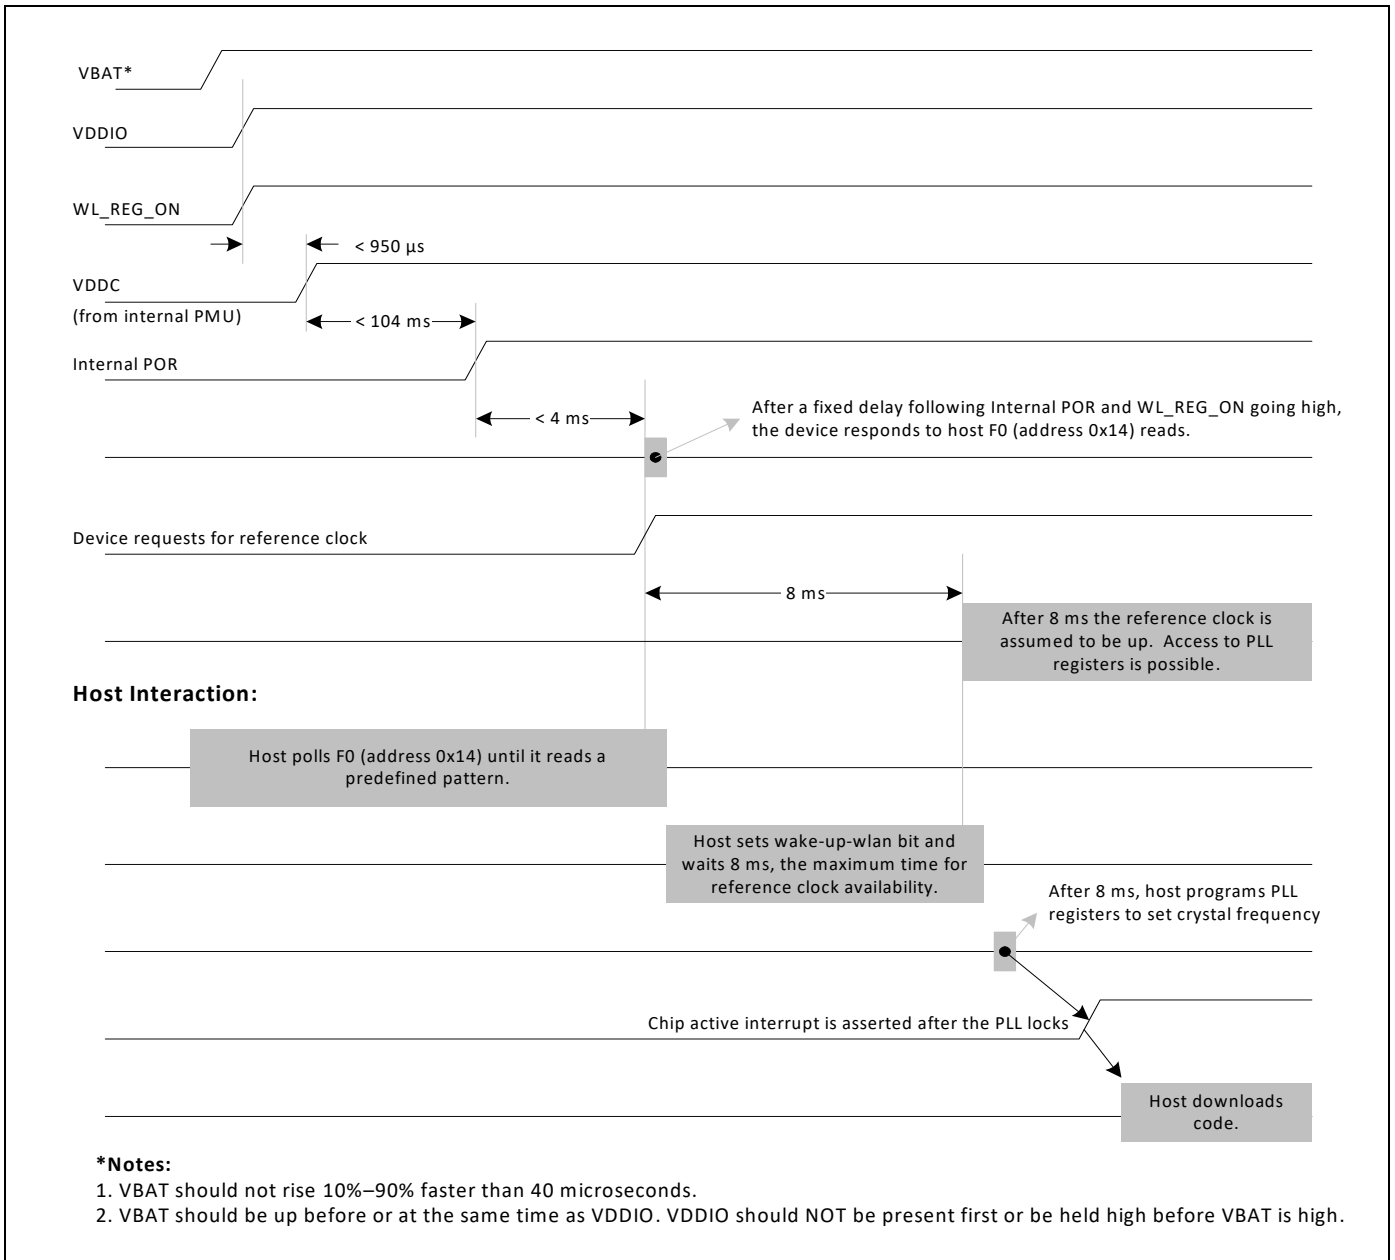 VBAT*
VDDIO
WL_REG_ON
< 950 µs
VDDC
(from internal PMU)
< 104 ms
Internal POR
After a fixed delay following Internal POR and WL_REG_ON going high,
< 4 ms
the device responds to host F0 (address 0x14) reads.
Device requests for reference clock
8 ms
After 8 ms the reference clock is
assumed to be up. Access to PLL
registers is possible.
Host Interaction:
Host polls F0 (address 0x14) until it reads a
predefined pattern.
Host sets wake-up-wlan bit and
waits 8 ms, the maximum time for
reference clock availability.
After 8 ms, host programs PLL
registers to set crystal frequency
Chip active interrupt is asserted after the PLL locks
Host downloads
code.
*Notes:
1. VBAT should not rise 10%–90% faster than 40 microseconds.
2. VBAT should be up before or at the same time as VDDIO. VDDIO should NOT be present first or be held high before VBAT is high.